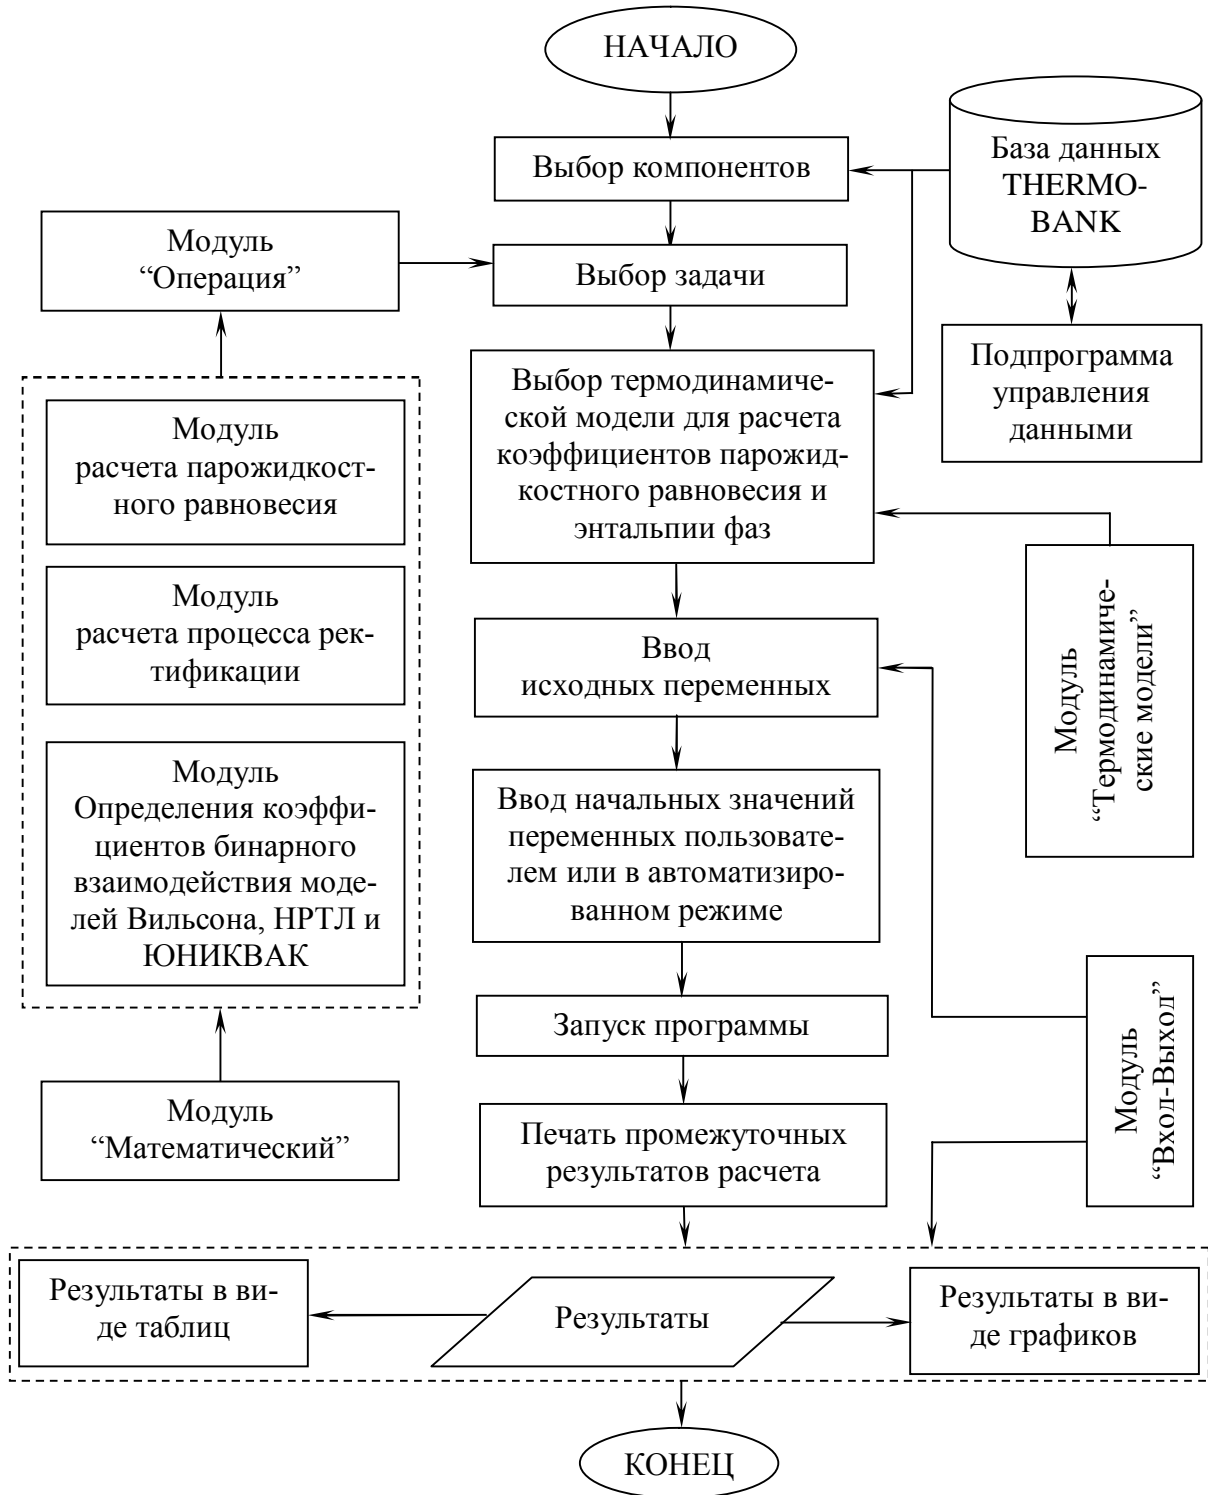 НАЧАЛО
Выбор компонентов
База данных
THERMO-
BANK
Модуль
“Операция”
Выбор задачи
Подпрограмма
управления
данными
Выбор термодинамиче-
ской модели для расчета
коэффициентов парожид-
костного равновесия и
энтальпии фаз
Модуль
расчета парожидкост-
ного равновесия
Модуль
расчета процесса рек-
тификации
Модуль
Определения коэффи-
циентов бинарного
взаимодействия моде-
лей Вильсона, НРТЛ и
ЮНИКВАК
Модуль
“Математический”
Ввод
исходных переменных
Модуль
“Термодинамиче-
ские модели”
Ввод начальных значений
переменных пользовате-
лем или в автоматизиро-
ванном режиме
Запуск программы
Модуль
“Вход-Выход”
Печать промежуточных
результатов расчета
Результаты в ви-
де таблиц
Результаты
Результаты в ви-
де графиков
КОНЕЦ